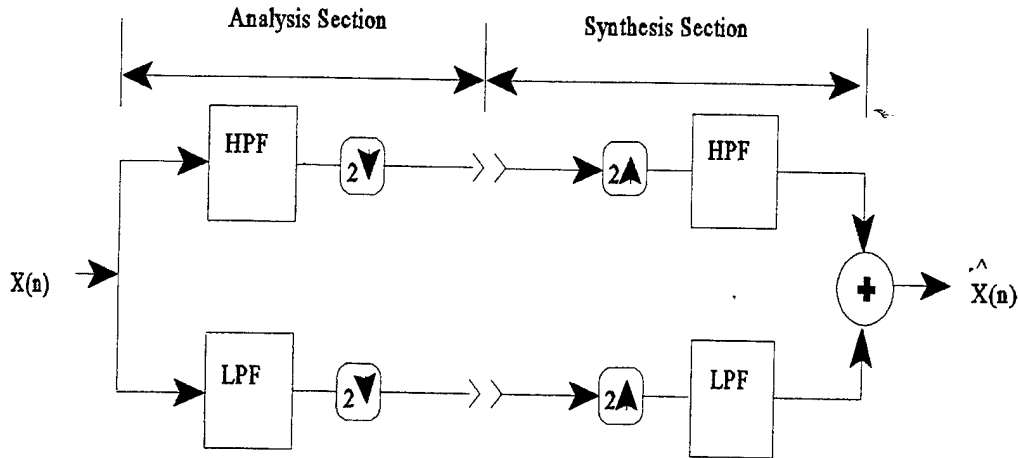 Analysis Section
Synthesis Section
HPF
2
2
HPF
X(n)
+
X̂(n)
LPF
2
2
LPF